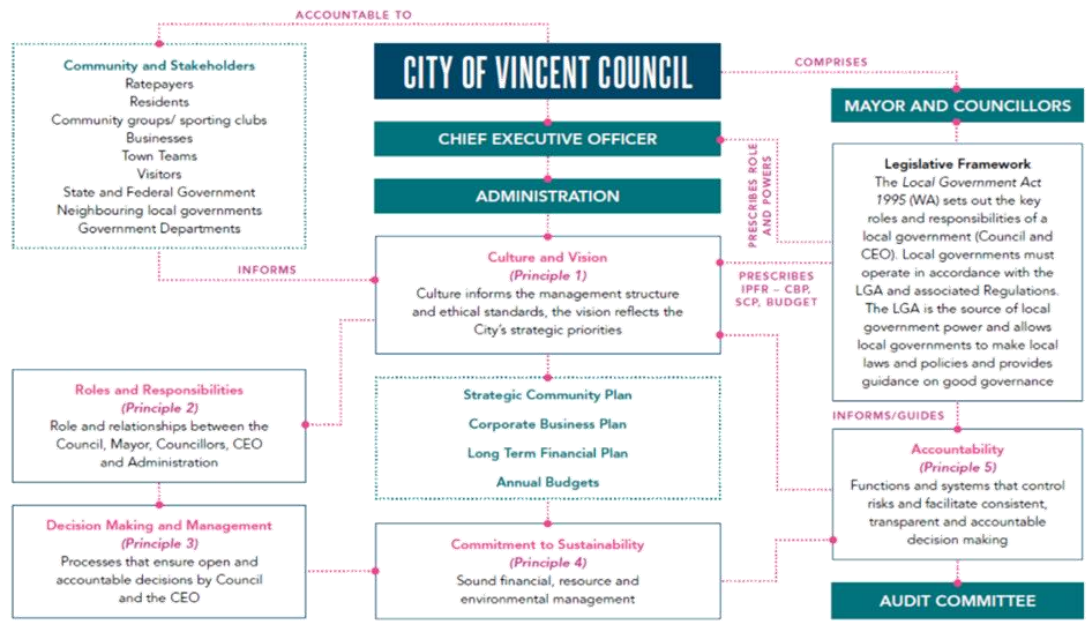 ACCOUNTABLE TO
Community and Stakeholders
Ratepayers
Residents
Community groups/ sporting clubs
Businesses
Town Teams
Visitors
State and Federal Government
Neighbouring local governments
Government Departments
CITY OF VINCENT COUNCIL
CHIEF EXECUTIVE OFFICER
ADMINISTRATION
COMPRISES
MAYOR AND COUNCILLORS
PRESCRIBES ROLE
AND POWERS
Legislative Framework
The Local Government Act
1995 (WA) sets out the key
roles and responsibilities of a
local government (Council and
CEO). Local governments must
operate in accordance with the
LGA and associated Regulations.
The LGA is the source of local
government power and allows
local governments to make local
laws and policies and provides
guidance on good governance
INFORMS
Culture and Vision
(Principle 1)
Culture informs the management structure
and ethical standards, the vision reflects the
City's strategic priorities
PRESCRIBES
IPFR – CBP,
SCP, BUDGET
Roles and Responsibilities
(Principle 2)
Role and relationships between the
Council, Mayor, Councillors, CEO
and Administration
Strategic Community Plan
Corporate Business Plan
Long Term Financial Plan
Annual Budgets
INFORMS/GUIDES
Accountability
(Principle 5)
Functions and systems that control
risks and facilitate consistent,
transparent and accountable
decision making
Decision Making and Management
(Principle 3)
Processes that ensure open and
accountable decisions by Council
and the CEO
Commitment to Sustainability
(Principle 4)
Sound financial, resource and
environmental management
AUDIT COMMITTEE